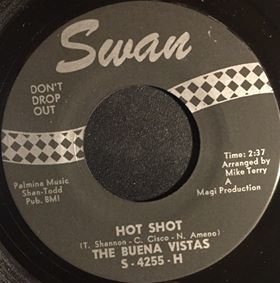 Swan
DON'T
DROP
OUT
Palmina Music
Shan-Todd
Pub. BMI
Time: 2:37
Arranged by
Mike Terry
A
Magi Production
HOT SHOT
(T. Shannon - C. Cisco - N. Ameno)
THE BUENA VISTAS
S-4255-H